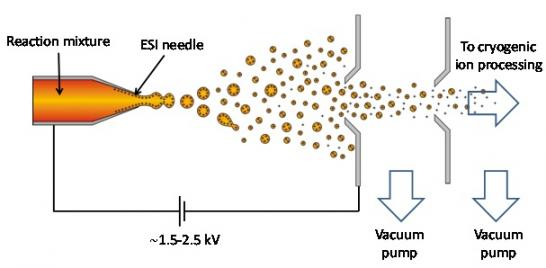 Reaction mixture
ESI needle
To cryogenic
ion processing
~1.5-2.5 kV
Vacuum
pump
Vacuum
pump